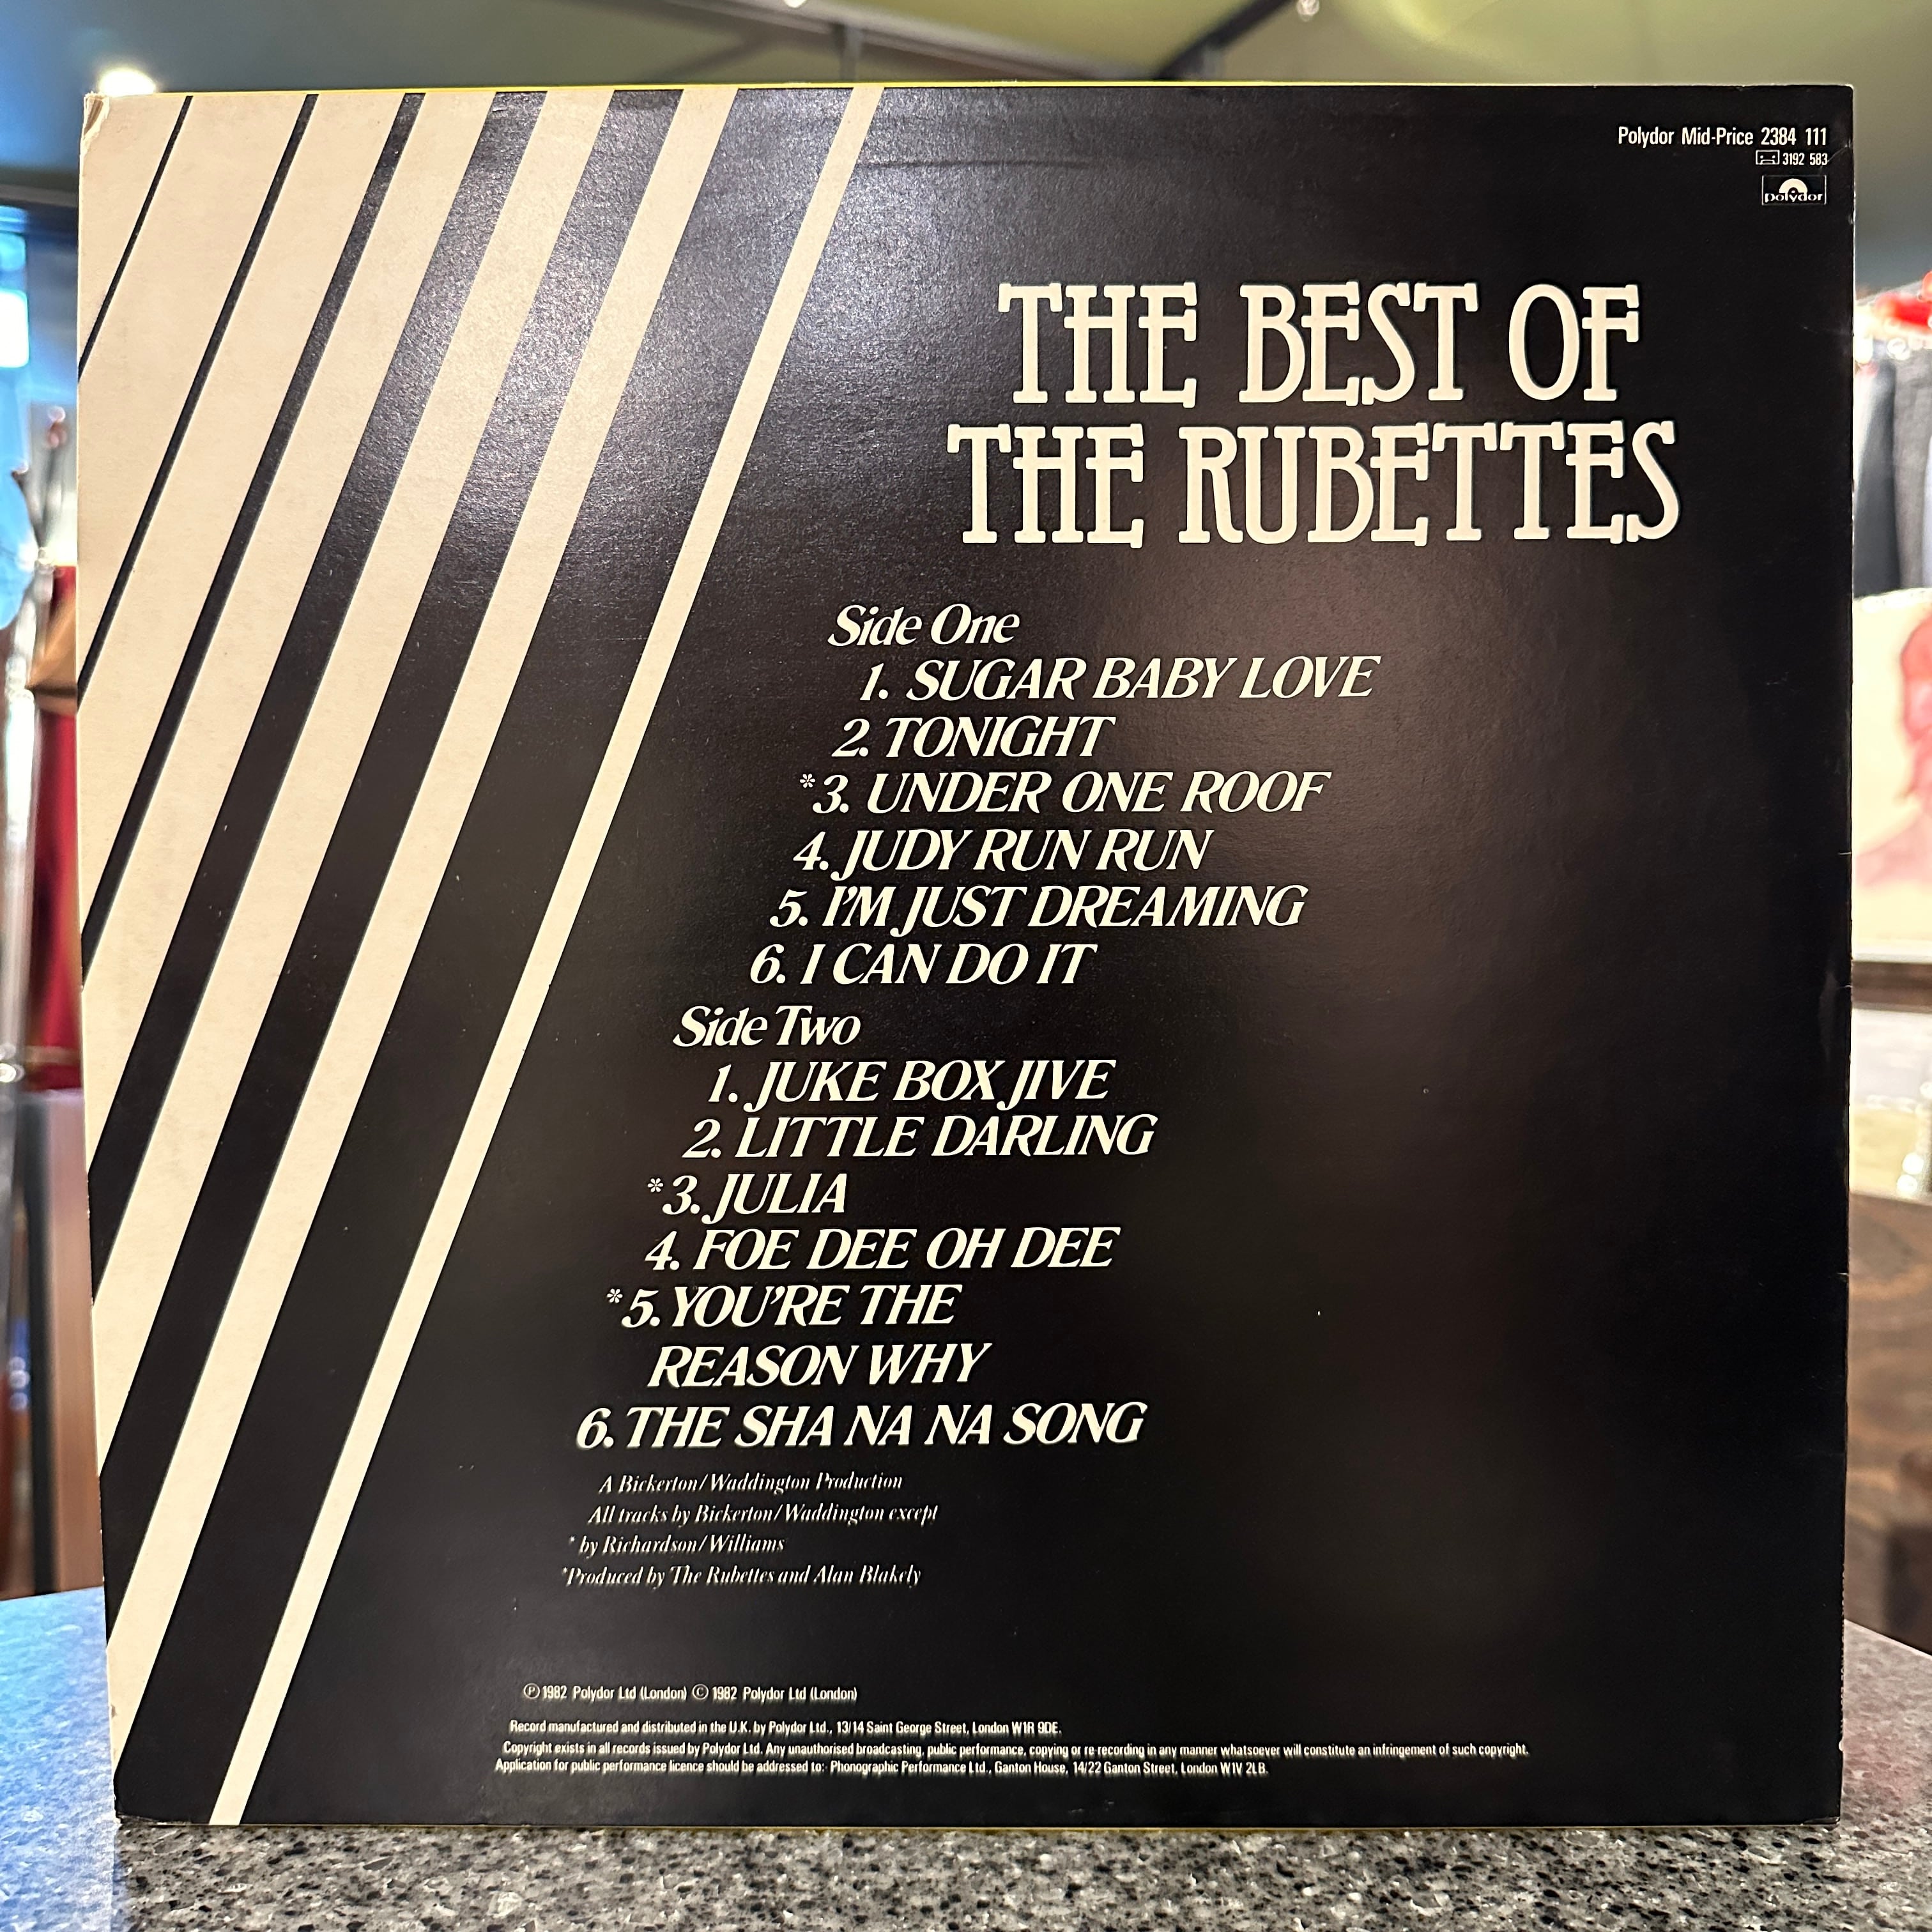 Polydor Mid-Price 2384 111
3192 583
polydor
THE BEST OF
THE RUBETTES
Side One
1. SUGAR BABY LOVE
2. TONIGHT
*3. UNDER ONE ROOF
4. JUDY RUN RUN
5. I'M JUST DREAMING
6. I CAN DO IT
Side Two
1. JUKE BOX JIVE
2. LITTLE DARLING
*3. JULIA
4. FOE DEE OH DEE
*5. YOU'RE THE
REASON WHY
6. THE SHA NA NA SONG
A Bickerton/Waddington Production
All tracks by Bickerton/Waddington except
* by Richardson/Williams
*Produced by The Rubettes and Alan Blakely
Ⓟ 1982 Polydor Ltd (London) © 1982 Polydor Ltd (London)
Record manufactured and distributed in the U.K. by Polydor Ltd., 13/14 Saint George Street, London W1R 9DE.
Copyright exists in all records issued by Polydor Ltd. Any unauthorised broadcasting, public performance, copying or re-recording in any manner whatsoever will constitute an infringement of such copyright.
Application for public performance licence should be addressed to:- Phonographic Performance Ltd., Ganton House, 14/22 Ganton Street, London W1V 2LB.